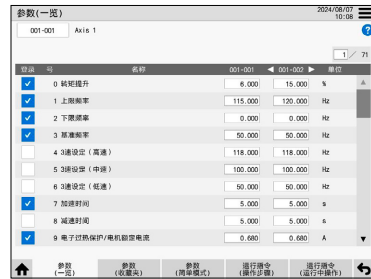 参数(一览)
2024/08/07
10:08
001-001 Axis 1
?
1 / 71
登录 号 名称 001-001 ◀ 001-002 ▶ 单位
0 转矩提升 6.000 15.000 %
1 上限频率 115.000 120.000 Hz
2 下限频率 0.000 0.000 Hz
3 基准频率 50.000 50.000 Hz
4 3速设定（高速） 118.000 118.000 Hz
5 3速设定（中速） 100.000 100.000 Hz
6 3速设定（低速） 50.000 50.000 Hz
7 加速时间 5.000 5.000 s
8 减速时间 5.000 5.000 s
9 电子过热保护/电机额定电流 0.680 0.680 A
参数 参数 参数 运行指令 运行指令
(一览) (收藏夹) (简单模式) (操作步骤) (运行中操作)